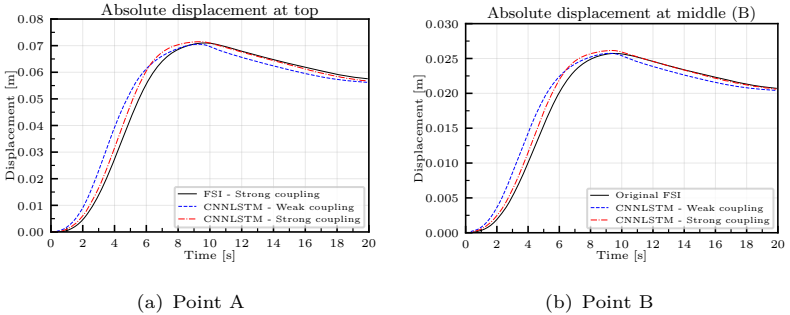 Absolute displacement at top
0.08
0.07
0.06
0.05
0.04
0.03
0.02
0.01
0.00
Displacement [m]
FSI - Strong coupling
CNNLSTM - Weak coupling
CNNLSTM - Strong coupling
0 2 4 6 8 10 12 14 16 18 20
Time [s]
(a) Point A
Absolute displacement at middle (B)
0.030
0.025
0.020
0.015
0.010
0.005
0.000
Displacement [m]
Original FSI
CNNLSTM - Weak coupling
CNNLSTM - Strong coupling
0 2 4 6 8 10 12 14 16 18 20
Time [s]
(b) Point B